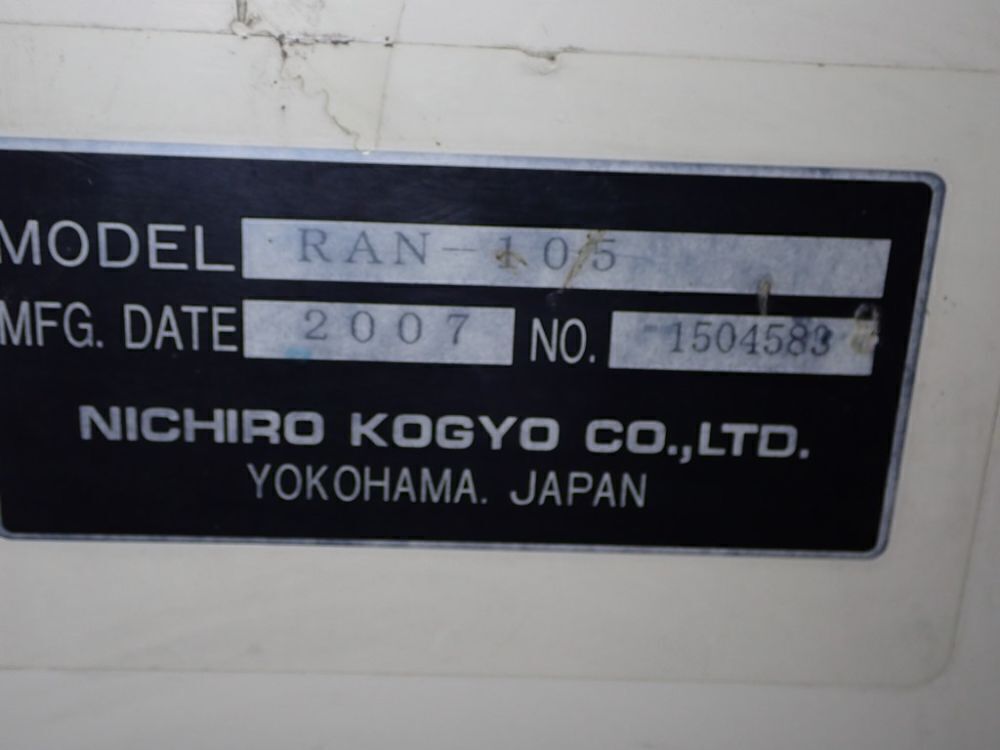 MODEL RAN-105
MFG. DATE 2007 NO. 1504583
NICHIRO KOGYO CO.,LTD.
YOKOHAMA. JAPAN